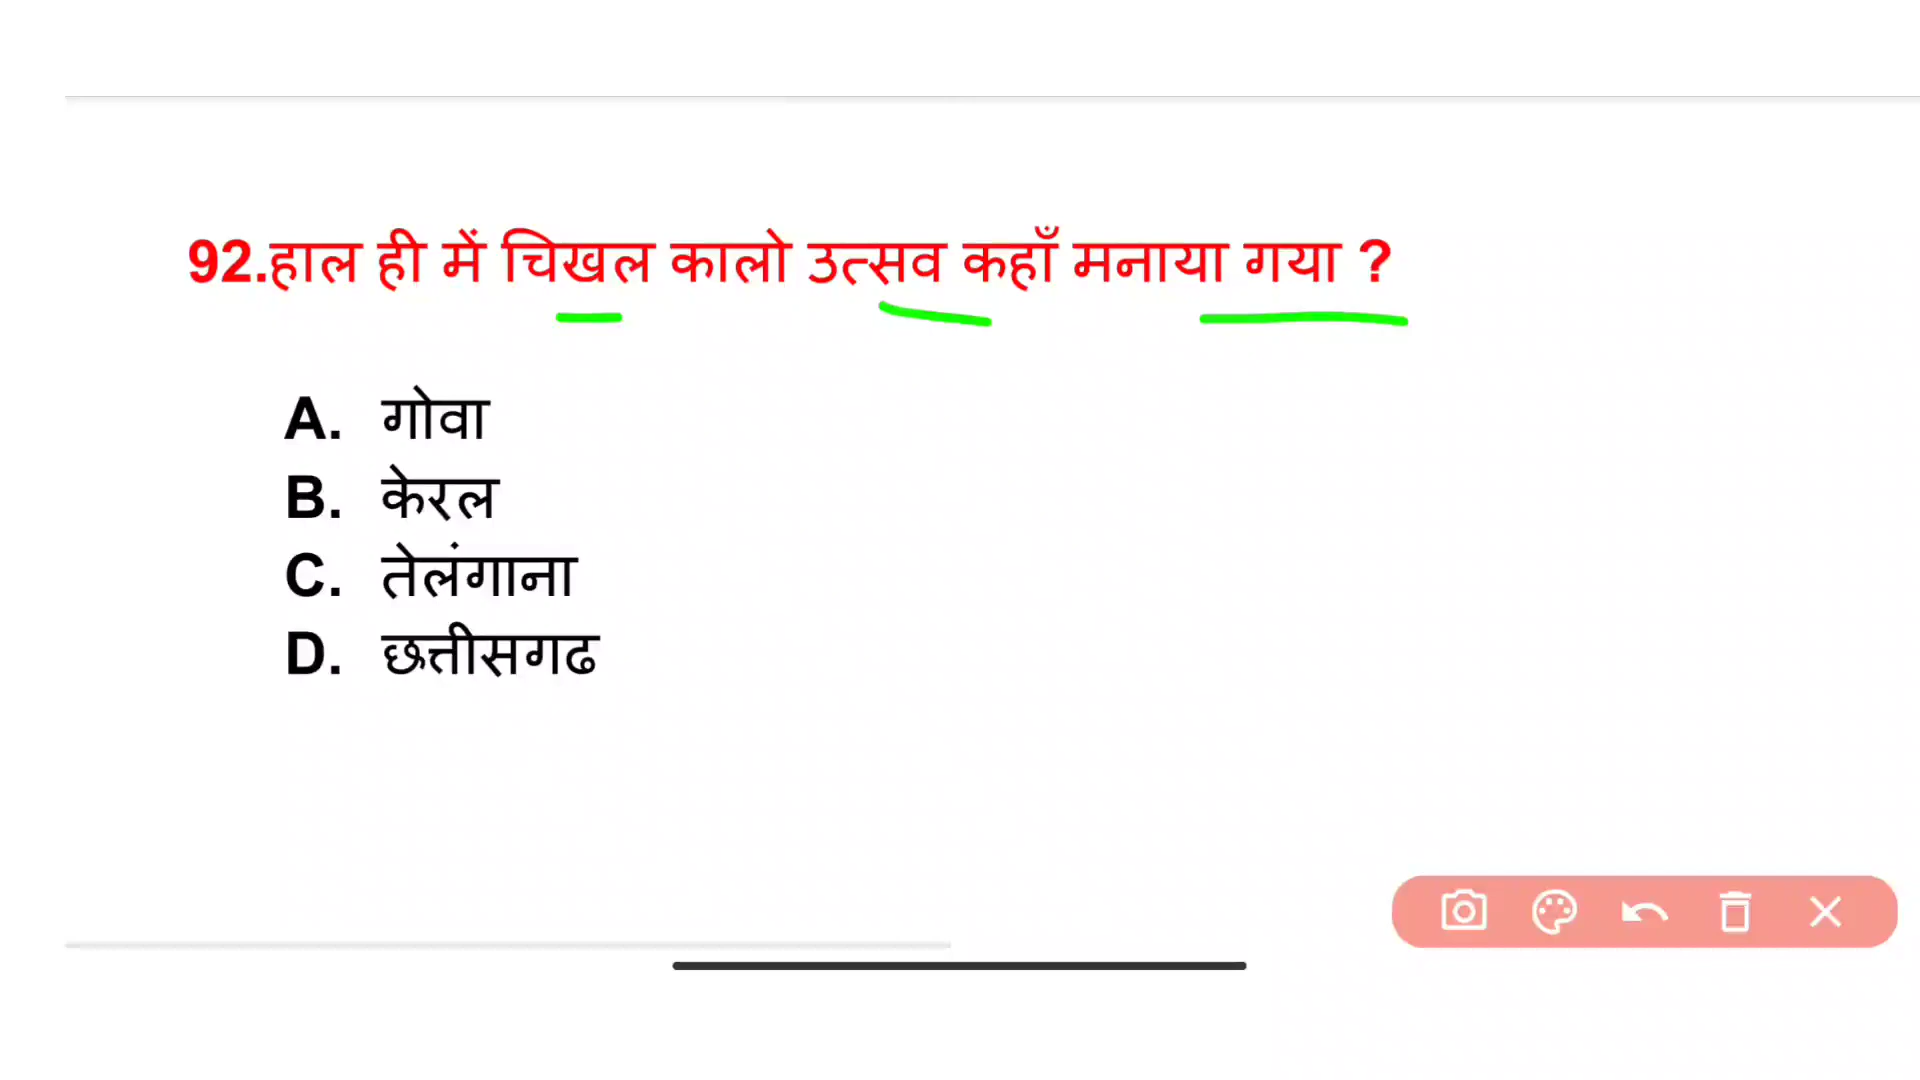 92.हाल ही में चिखल कालो उत्सव कहाँ मनाया गया ?
A. गोवा
B. केरल
C. तेलंगाना
D. छत्तीसगढ